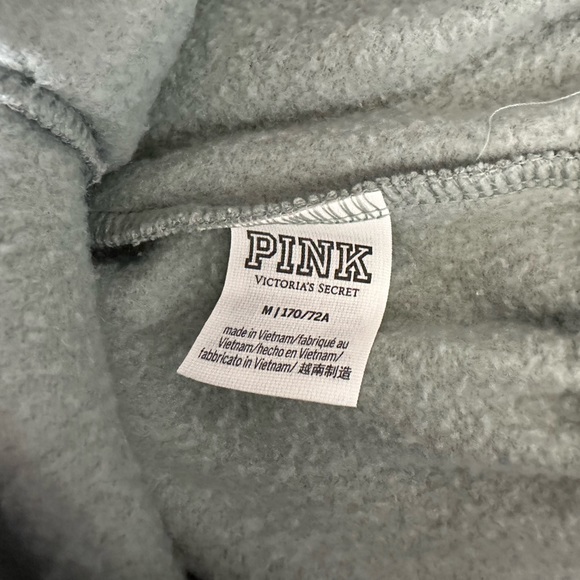 PINK
VICTORIA'S SECRET
M | 170/72A
made in Vietnam/fabriqué au
Vietnam/hecho en Vietnam/
fabbricato in Vietnam/ 越南制造